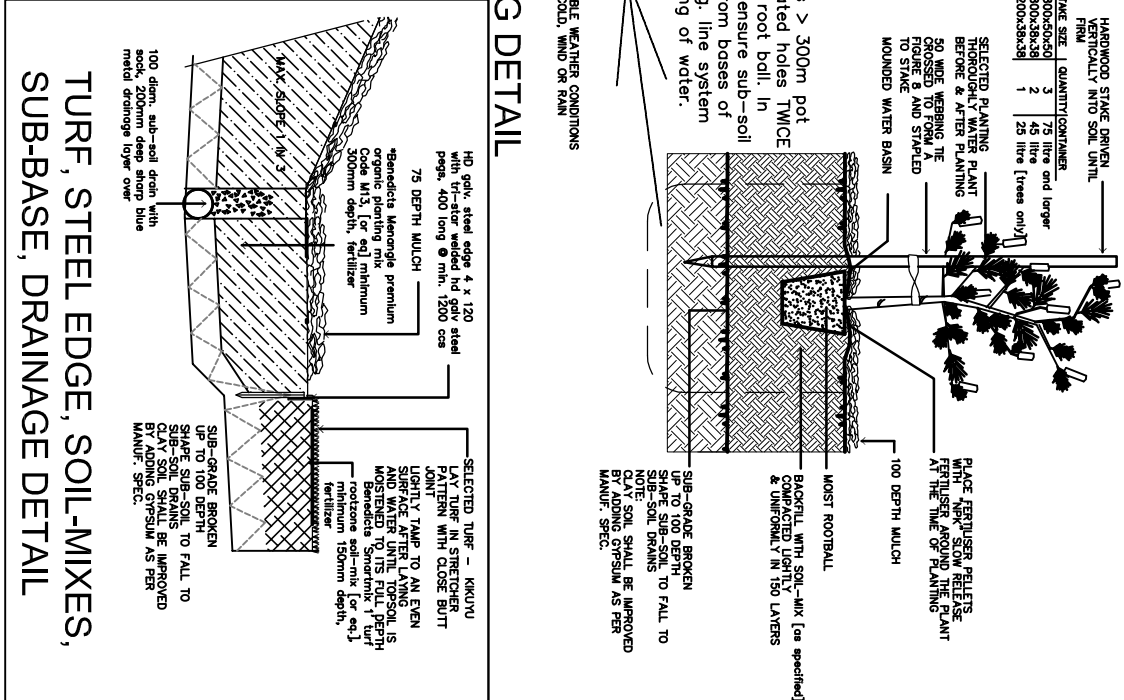 HARDWOOD STAKE DRIVEN
VERTICALLY INTO SOIL UNTIL
FIRM
TAKE SIZE QUANTITY CONTAINER
3 75 litre and larger
2 45 litre
1 25 litre [trees only]
SELECTED PLANTING
THOROUGHLY WATER PLANT
BEFORE & AFTER PLANTING
50 WIDE WEBBING TIE
CROSSED TO FORM A
FIGURE 8 AND STAPLED
TO STAKE
MOUNDED WATER BASIN
> 300m pot
ated holes TWICE
root ball. In
ensure sub-soil
rom bases of
g. line system
ng of water.
BLE WEATHER CONDITIONS
COLD, WIND OR RAIN
PLACE FERTILISER PELLETS
WITH "NPK" SLOW RELEASE
FERTILISER AROUND THE PLANT
AT THE TIME OF PLANTING
100 DEPTH MULCH
BACKFILL WITH SOIL-MIX [as specified]
COMPACTED LIGHTLY
& UNIFORMLY IN 150 LAYERS
MOIST ROOTBALL
SUB-GRADE BROKEN
UP TO 100 DEPTH
SHAPE SUB-SOIL TO FALL TO
SUB-SOIL DRAINS
NOTE:
CLAY SOIL SHALL BE IMPROVED
BY ADDING GYPSUM AS PER
MANUF. SPEC.
G DETAIL
HD galv. steel edge 4 x 120
with tri-star welded hd galv steel
pegs, 400 long @ min. 1200 ccs
75 DEPTH MULCH
*Benedicts Menangle premium
organic planting mix
Code M13, [or eq] minimum
300mm depth, fertilizer
MAX SLOPE 1 IN 3
100 diam. sub-soil drain with
sock, 200mm deep sharp blue
metal drainage layer over
SELECTED TURF - KIKUYU
LAY TURF IN STRETCHER
PATTERN WITH CLOSE BUTT
JOINT
LIGHTLY TAMP TO AN EVEN
SURFACE AFTER LAYING
AND WATER UNTIL TOPSOIL IS
MOISTENED TO ITS FULL DEPTH
Benedicts 'Smartmix 1' turf
rootzone soil-mix [or eq.],
minimum 150mm depth,
fertilizer
SUB-GRADE BROKEN
UP TO 100 DEPTH
SHAPE SUB-SOIL TO FALL TO
SUB-SOIL DRAINS
CLAY SOIL SHALL BE IMPROVED
BY ADDING GYPSUM AS PER
MANUF. SPEC.
TURF, STEEL EDGE, SOIL-MIXES,
SUB-BASE, DRAINAGE DETAIL